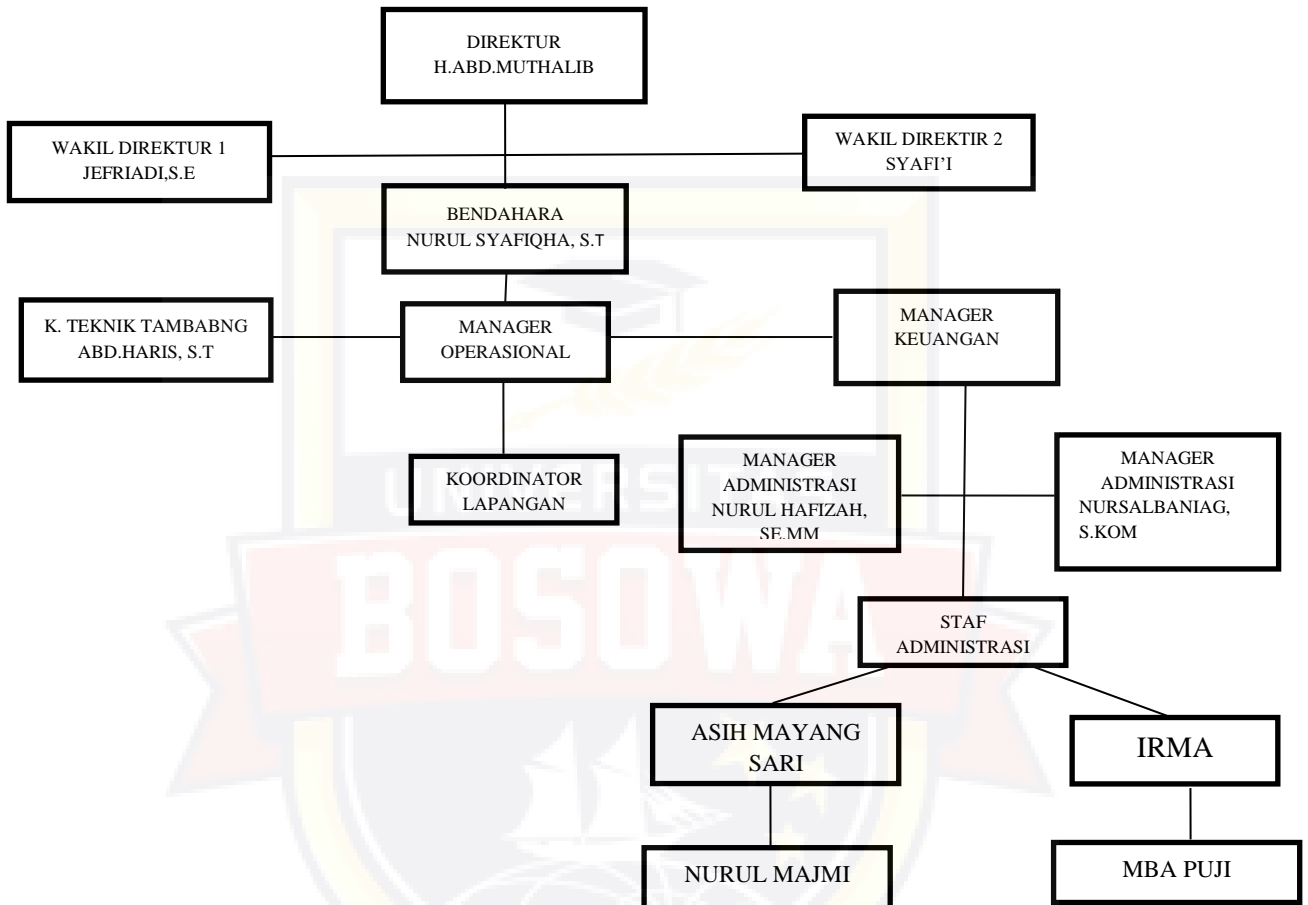 DIREKTUR
H.ABD.MUTHALIB
WAKIL DIREKTUR 1
JEFRIADI,S.E
WAKIL DIREKTIR 2
SYAFI’I
BENDAHARA
NURUL SYAFIQHA, S.T
K. TEKNIK TAMBABNG
ABD.HARIS, S.T
MANAGER
OPERASIONAL
MANAGER
KEUANGAN
KOORDINATOR
LAPANGAN
MANAGER
ADMINISTRASI
NURUL HAFIZAH,
SE.MM
MANAGER
ADMINISTRASI
NURSALBANIAG,
S.KOM
UNIVERSITAS
BOSOWA
STAF
ADMINISTRASI
ASIH MAYANG
SARI
IRMA
NURUL MAJMI
MBA PUJI